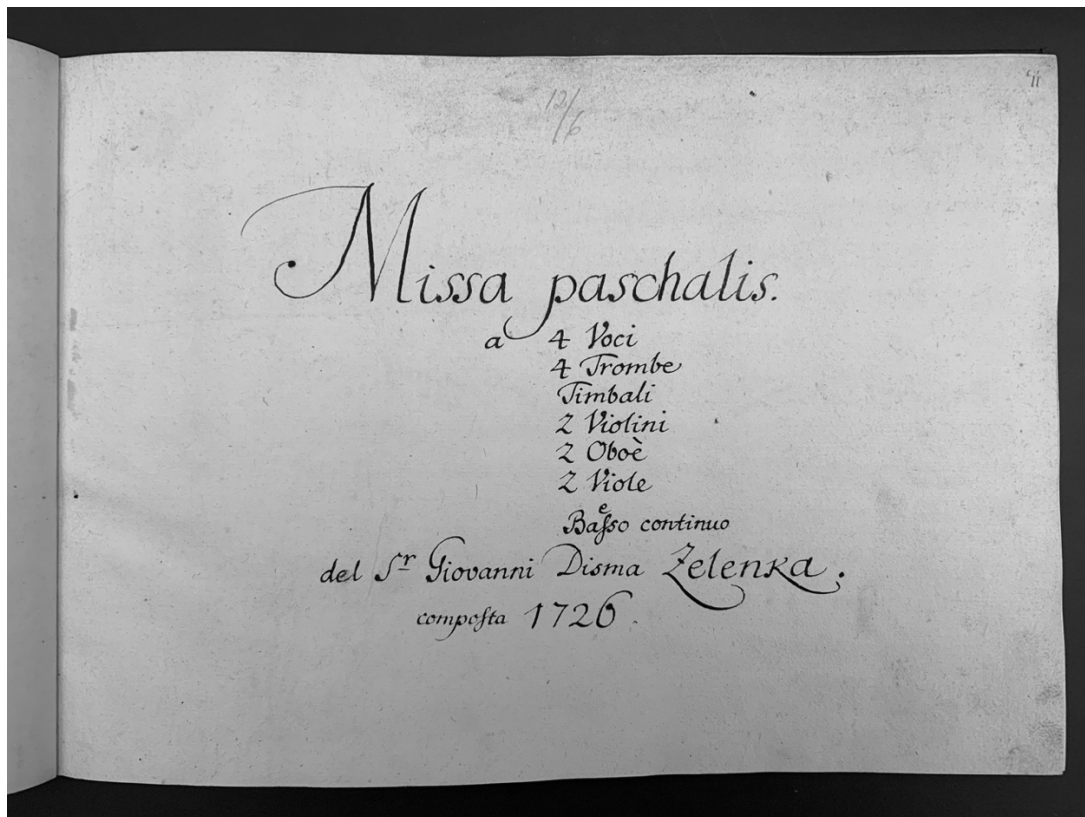 12/6
Missa paschalis.
a 4 Voci
4 Trombe
Timbali
2 Violini
2 Oboè
2 Viole
e
Baſso continuo
del Sr Giovanni Disma Zelenka.
compoſta 1726.